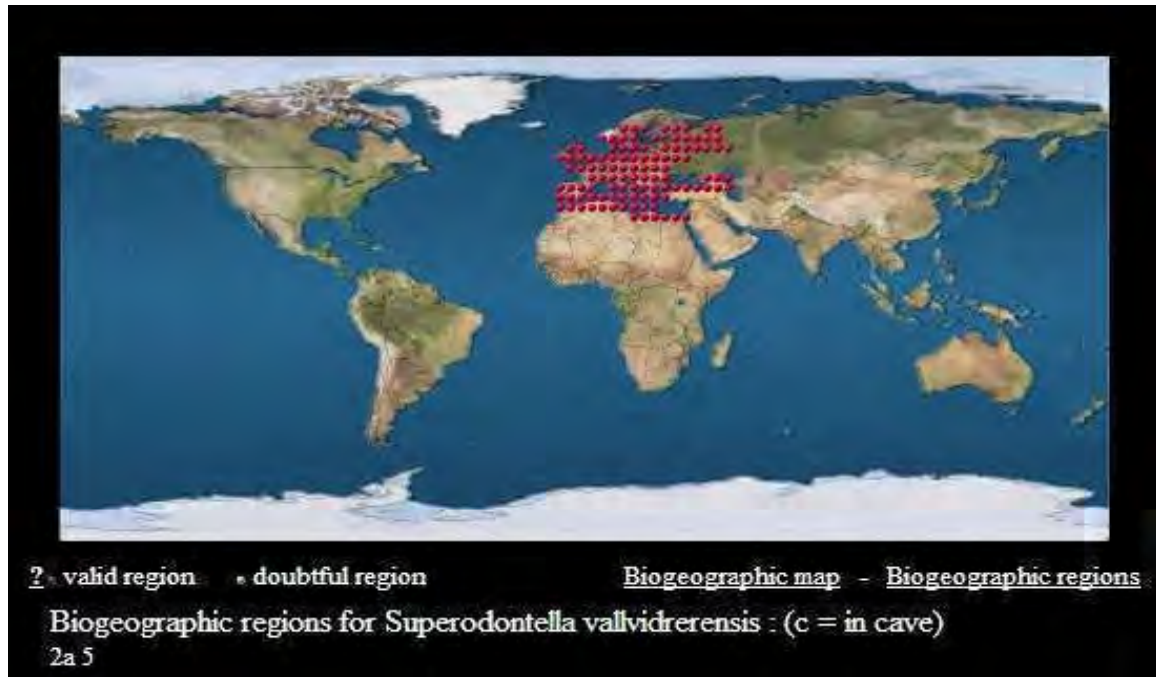 ? valid region • doubtful region Biogeographic map - Biogeographic regions
Biogeographic regions for Superodontella vallvidrerensis : (c = in cave)
2a 5